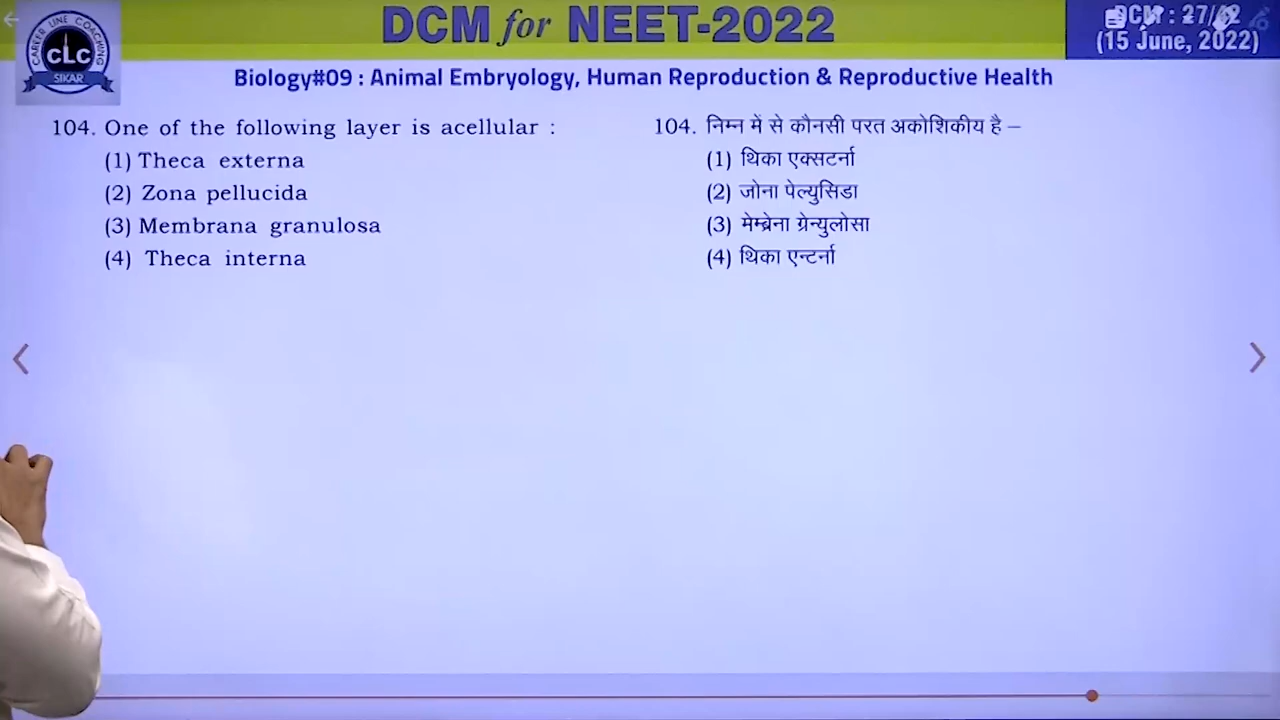 DCM for NEET-2022
27/42
(15 June, 2022)
CAREER LINE COACHING
CLC
SIKAR
Biology#09 : Animal Embryology, Human Reproduction & Reproductive Health
104. One of the following layer is acellular :
(1) Theca externa
(2) Zona pellucida
(3) Membrana granulosa
(4) Theca interna
104. निम्न में से कौनसी परत अकोशिकीय है –
(1) थिका एक्सटर्ना
(2) जोना पेल्युसिडा
(3) मेम्ब्रेना ग्रेन्युलोसा
(4) थिका एन्टर्ना